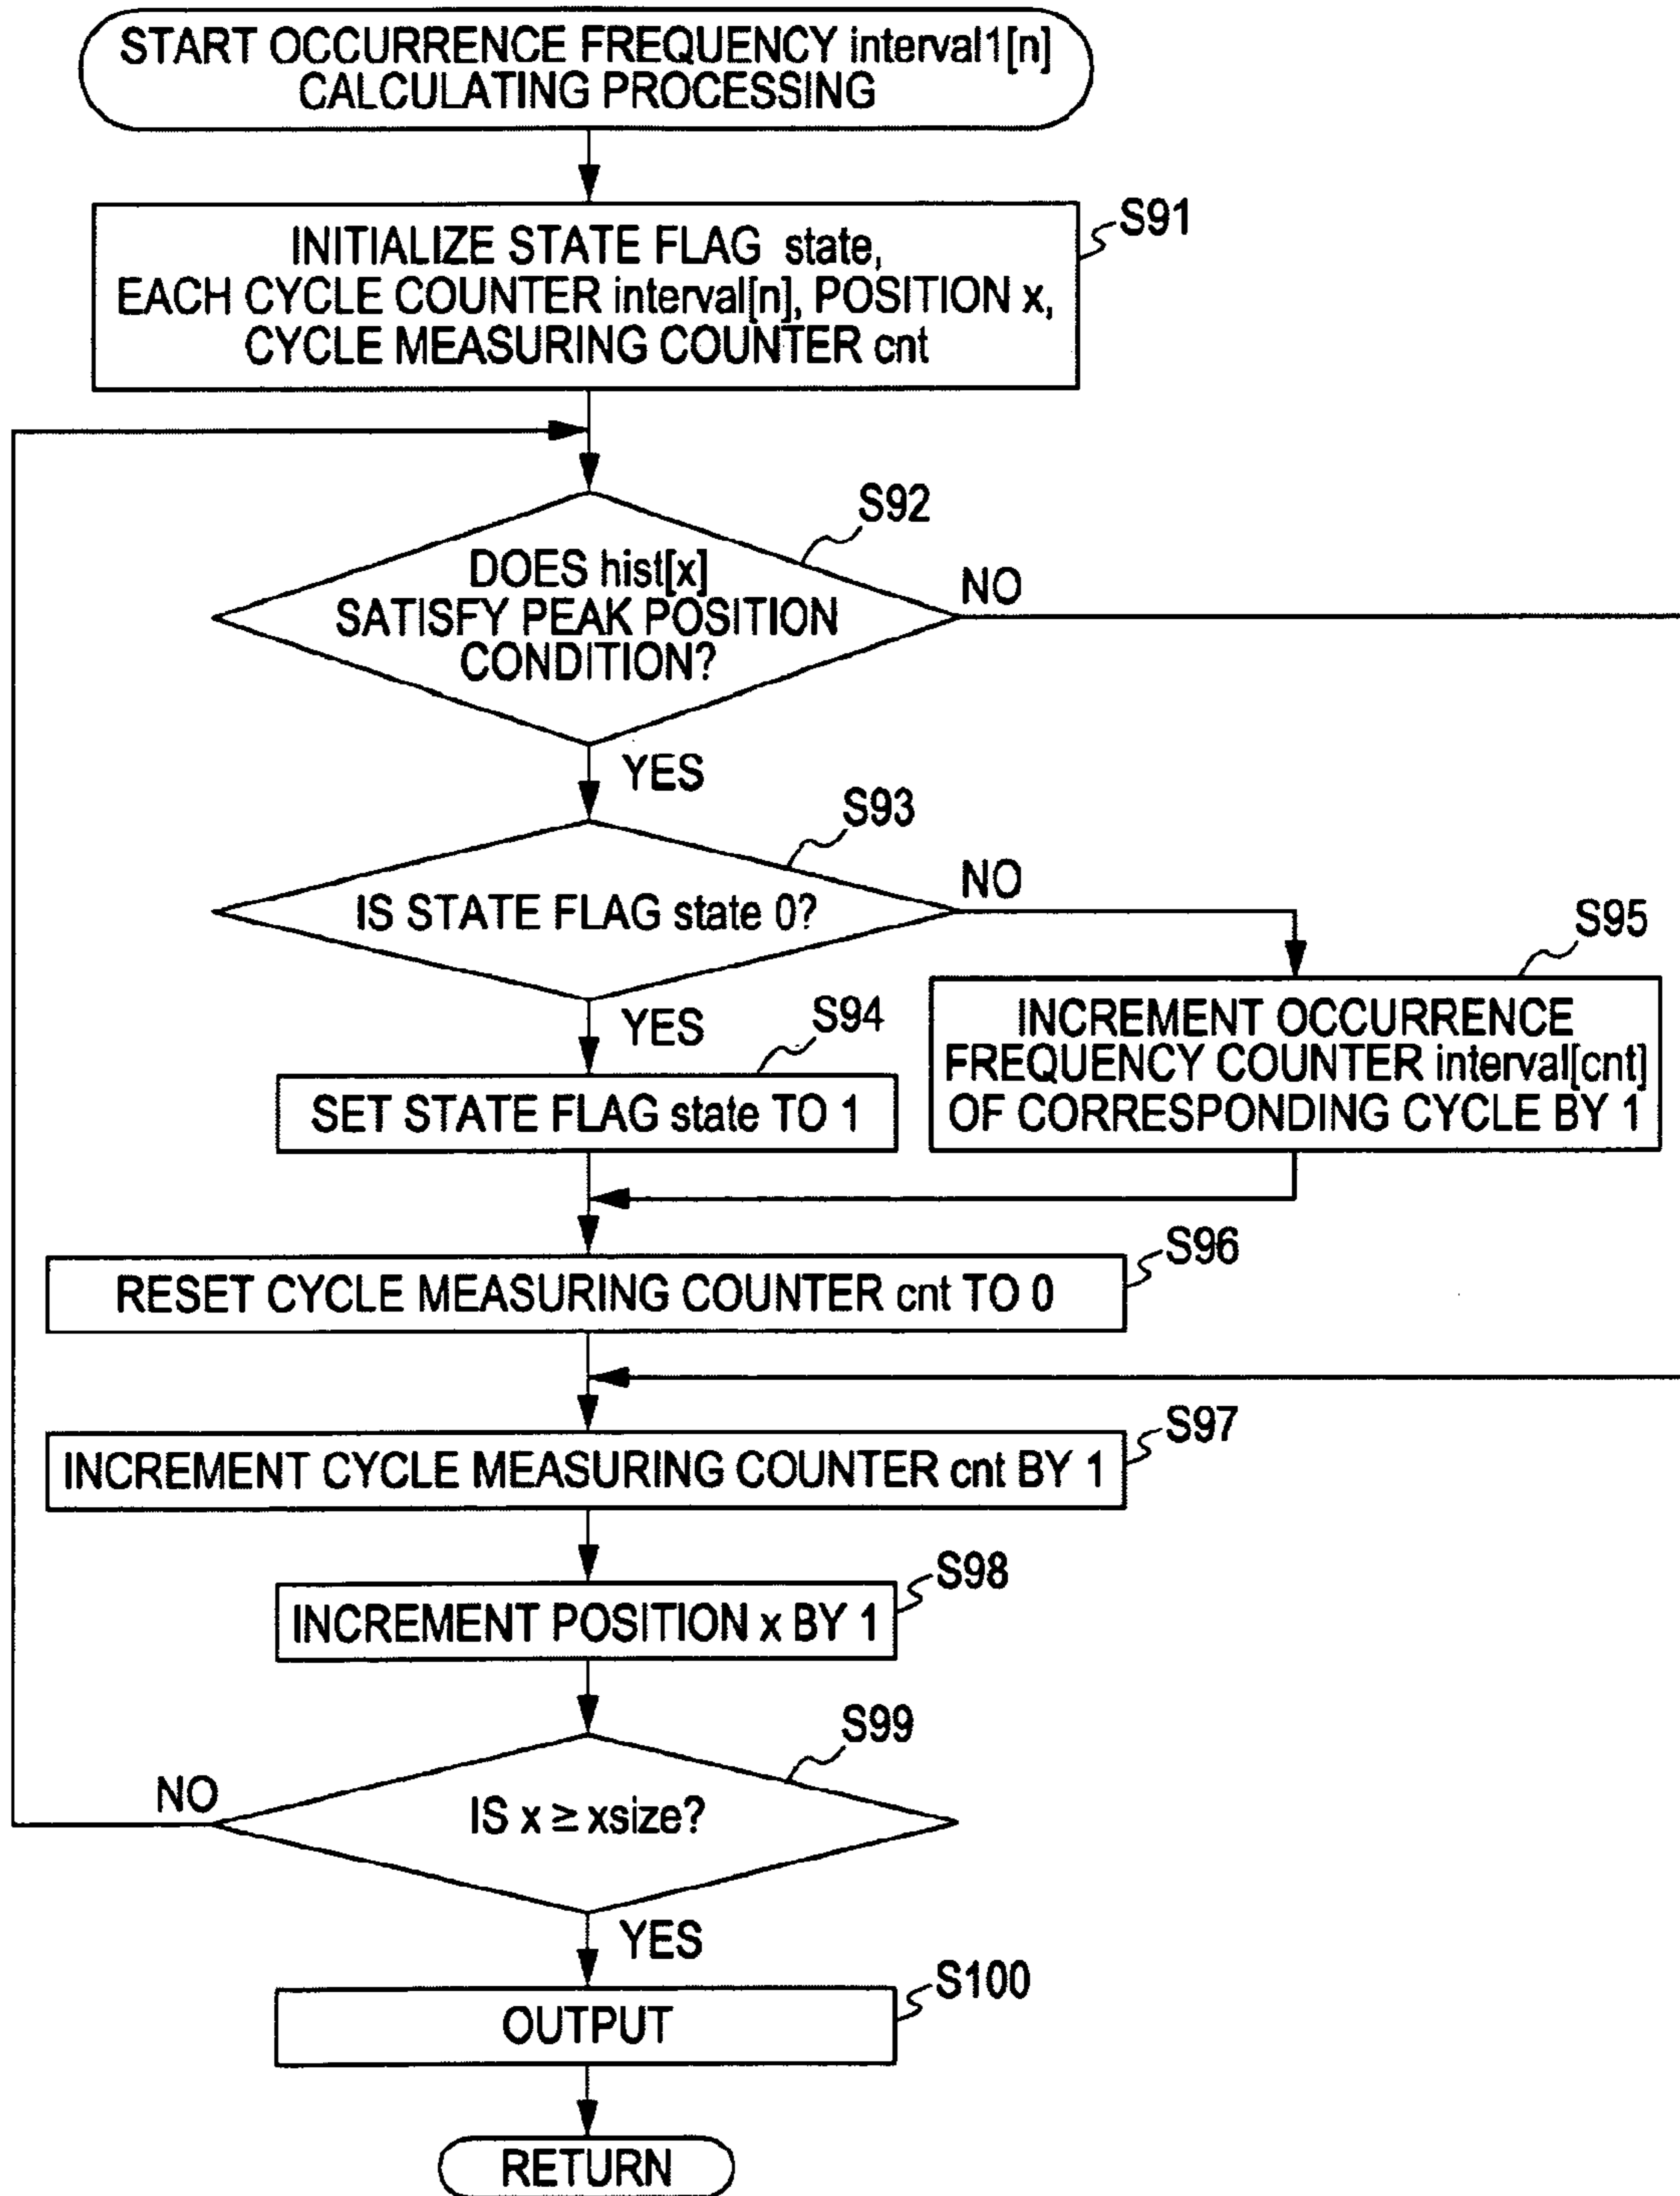 START OCCURRENCE FREQUENCY interval1[n]
CALCULATING PROCESSING
S91
INITIALIZE STATE FLAG state,
EACH CYCLE COUNTER interval[n], POSITION x,
CYCLE MEASURING COUNTER cnt
S92
DOES hist[x]
SATISFY PEAK POSITION
CONDITION?
NO
YES
S93
IS STATE FLAG state 0?
NO
YES
S94
SET STATE FLAG state TO 1
S95
INCREMENT OCCURRENCE
FREQUENCY COUNTER interval[cnt]
OF CORRESPONDING CYCLE BY 1
S96
RESET CYCLE MEASURING COUNTER cnt TO 0
S97
INCREMENT CYCLE MEASURING COUNTER cnt BY 1
S98
INCREMENT POSITION x BY 1
S99
NO
IS x ≥ xsize?
YES
S100
OUTPUT
RETURN